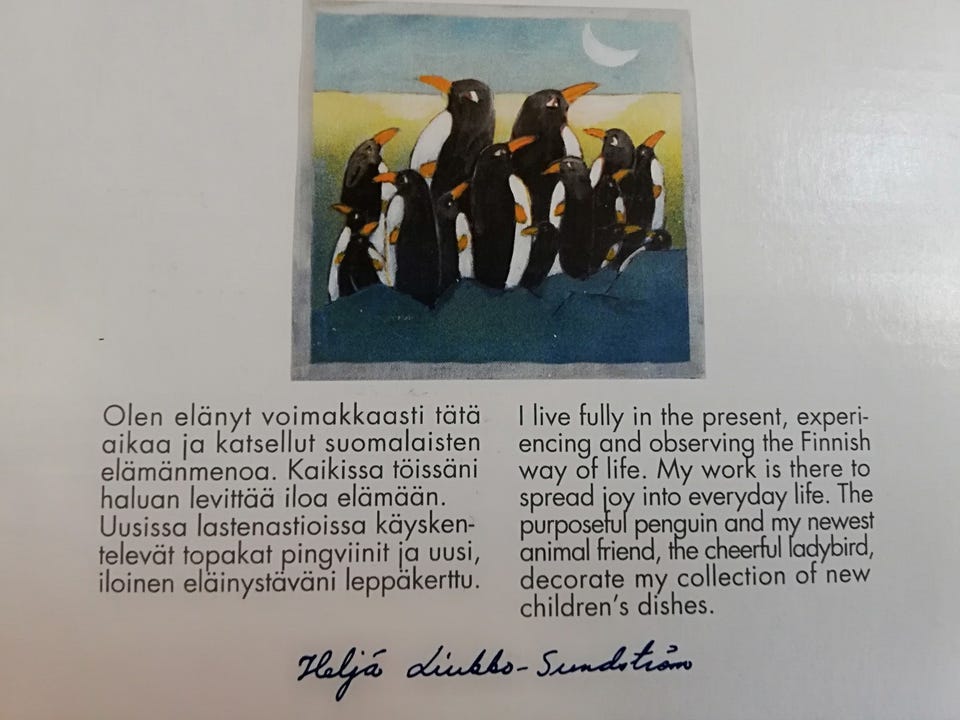 Olen elänyt voimakkaasti tätä
aikaa ja katsellut suomalaisten
elämänmenoa. Kaikissa töissäni
haluan levittää iloa elämään.
Uusissa lastenastioissa käysken-
televät topakat pingviinit ja uusi,
iloinen eläinystäväni leppäkerttu.
I live fully in the present, experi-
encing and observing the Finnish
way of life. My work is there to
spread joy into everyday life. The
purposeful penguin and my newest
animal friend, the cheerful ladybird,
decorate my collection of new
children's dishes.
Heljä Liukko-Sundström